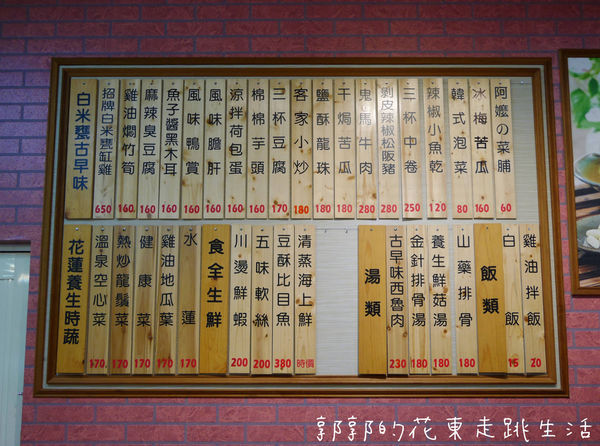 白米甕古早味
招牌白米甕缸雞 650
雞油燜竹筍 160
麻辣臭豆腐 160
魚子醬黑木耳 160
風味鴨賞 160
風味膽肝 160
涼拌荷包蛋 160
棉棉芋頭 160
三杯豆腐 170
客家小炒 180
鹽酥龍珠 180
干焗苦瓜 180
鬼馬牛肉 280
剝皮辣椒松阪豬 280
三杯中卷 250
辣椒小魚乾 120
韓式泡菜 80
冰梅苦瓜 160
阿嬤の菜脯 60
花蓮養生時蔬
溫泉空心菜 170
熱炒龍鬚菜 170
健康菜 170
雞油地瓜葉 170
水蓮 170
食全生鮮
川燙鮮蝦 200
五味軟絲 200
豆酥比目魚 380
清蒸海上鮮 時價
湯類
古早味西魯肉 230
金針排骨湯 180
養生鮮菇湯 180
山藥排骨 180
飯類
白飯 15
雞油拌飯 20
郭郭的花東走跳生活